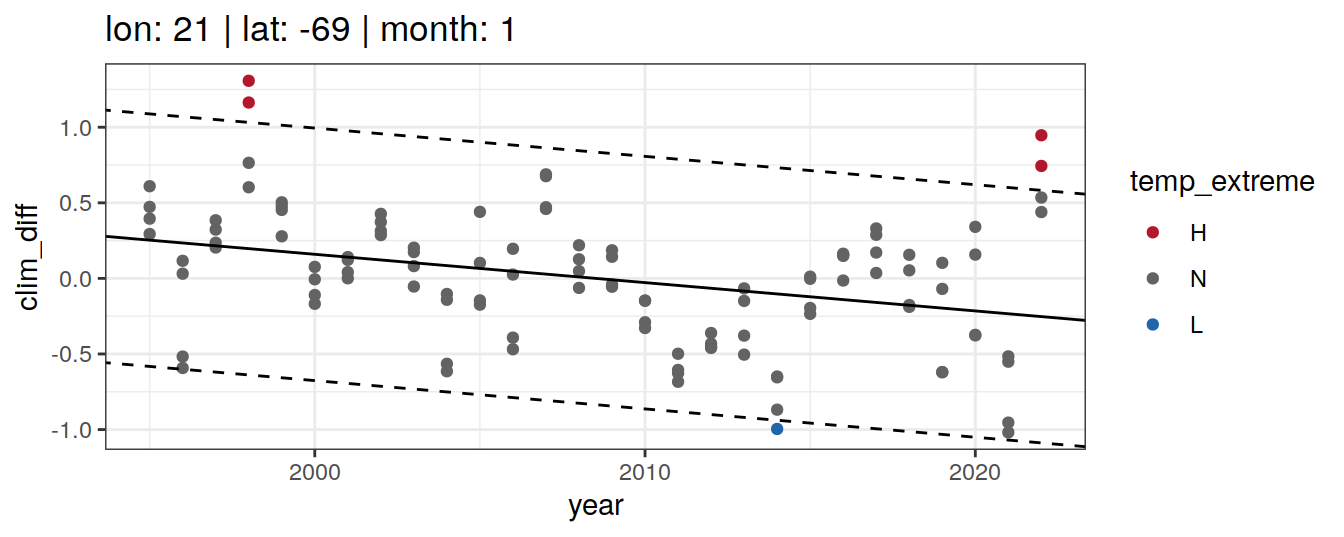 lon: 21 | lat: -69 | month: 1
clim_diff
1.0
0.5
0.0
-0.5
-1.0
2000
2010
2020
year
temp_extreme
H
N
L